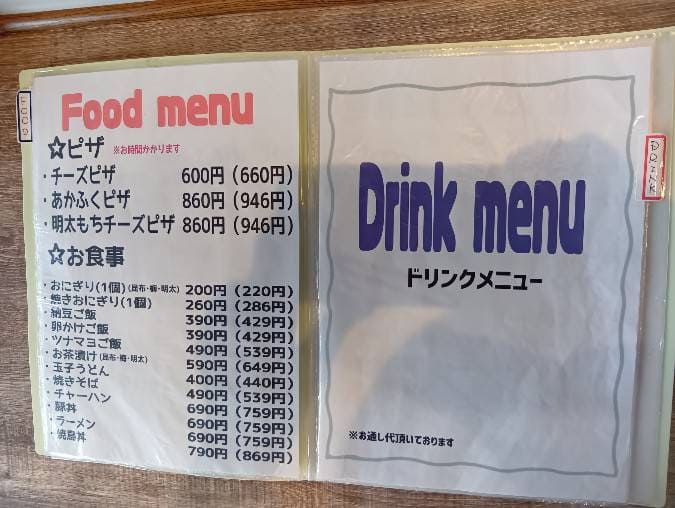 FOOD
Food menu
☆ピザ ※お時間かかります
・チーズピザ 600円(660円)
・あかふくピザ 860円(946円)
・明太もちチーズピザ 860円(946円)
☆お食事
・おにぎり(1個)(昆布・梅・明太) 200円(220円)
・焼きおにぎり(1個) 260円(286円)
・納豆ご飯 390円(429円)
・卵かけご飯 390円(429円)
・ツナマヨご飯 490円(539円)
・お茶漬け(昆布・梅・明太) 590円(649円)
・玉子うどん 400円(440円)
・焼きそば 490円(539円)
・チャーハン 690円(759円)
・豚丼 690円(759円)
・ラーメン 690円(759円)
・焼鳥丼 790円(869円)
DRINK
Drink menu
ドリンクメニュー
※お通し代頂いております